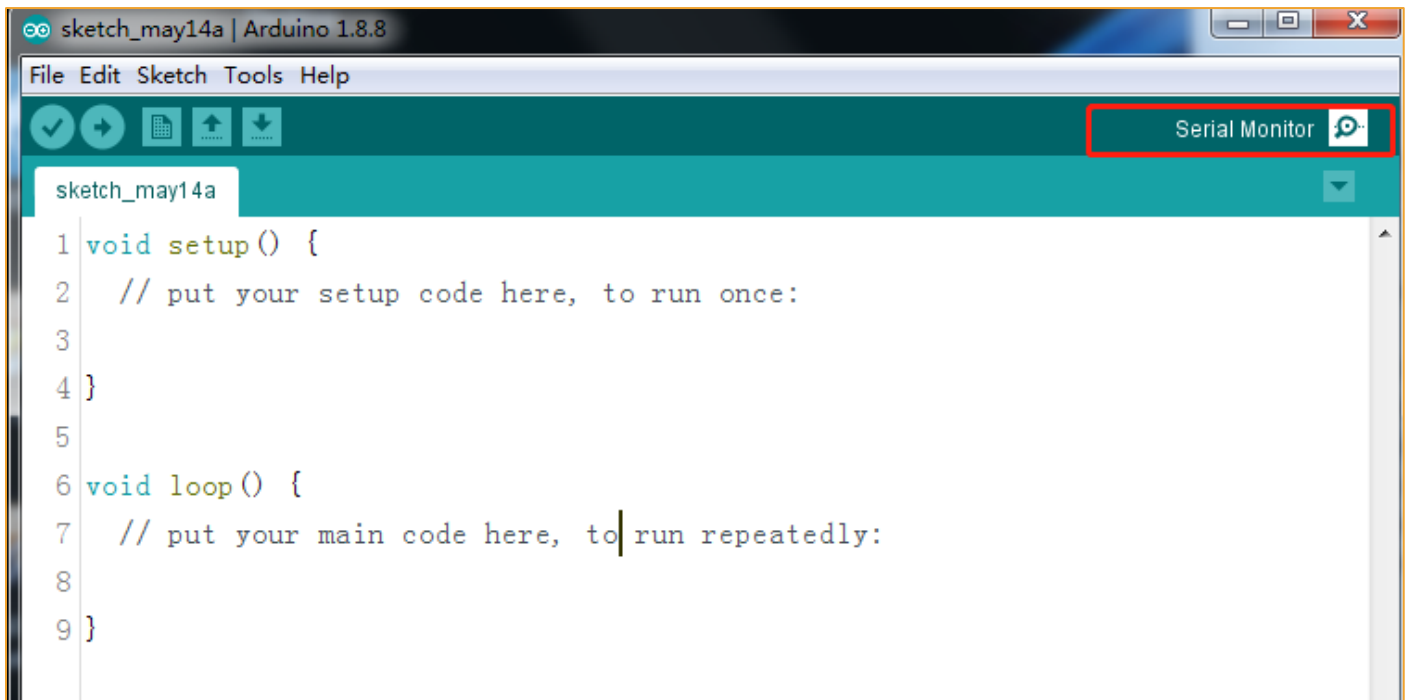 sketch_may14a | Arduino 1.8.8
File Edit Sketch Tools Help
Serial Monitor
sketch_may14a
1 void setup() {
2   // put your setup code here, to run once:
3
4 }
5
6 void loop() {
7   // put your main code here, to run repeatedly:
8
9 }